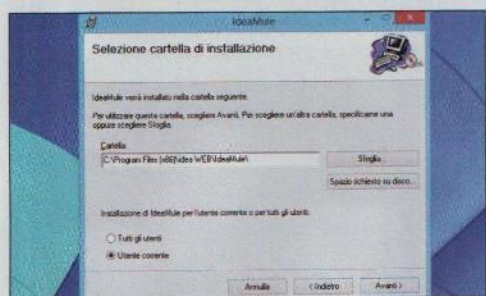 IdeaMule
Selezione cartella di installazione
IdeaMule verrà installato nella cartella seguente.
Per utilizzare questa cartella, scegliere Avanti. Per scegliere un'altra cartella, specificarne una
oppure scegliere Sfoglia.
Cartella:
C:\Program Files (x86)\Idea WEB\IdeaMule\
Sfoglia
Spazio richiesto su disco...
Installazione di IdeaMule per l'utente corrente o per tutti gli utenti:
Tutti gli utenti
Utente corrente
Annulla
< Indietro
Avanti >